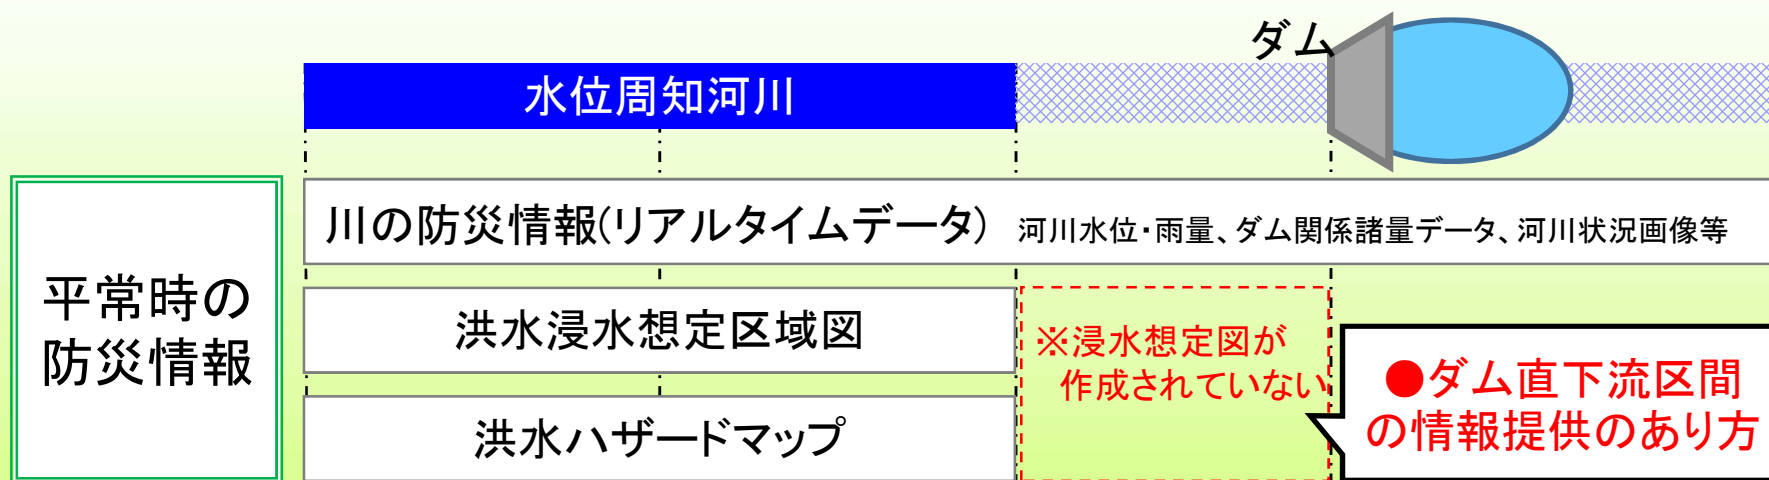 ダム
水位周知河川
平常時の
防災情報
川の防災情報(リアルタイムデータ) 河川水位・雨量、ダム関係諸量データ、河川状況画像等
洪水浸水想定区域図
洪水ハザードマップ
※浸水想定図が
作成されていない
●ダム直下流区間
の情報提供のあり方